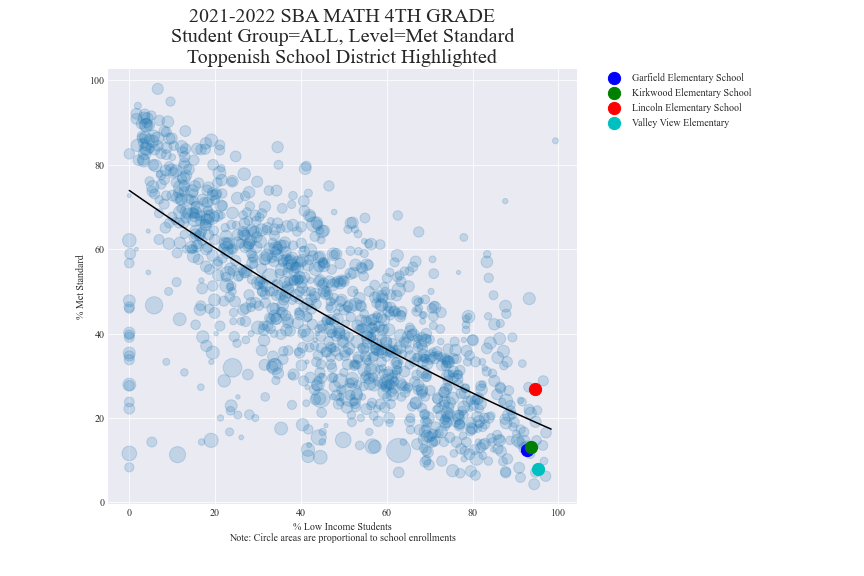 2021-2022 SBA MATH 4TH GRADE
Student Group=ALL, Level=Met Standard
Toppenish School District Highlighted
Garfield Elementary School
Kirkwood Elementary School
Lincoln Elementary School
Valley View Elementary
% Met Standard
100
80
60
40
20
0
0 20 40 60 80 100
% Low Income Students
Note: Circle areas are proportional to school enrollments